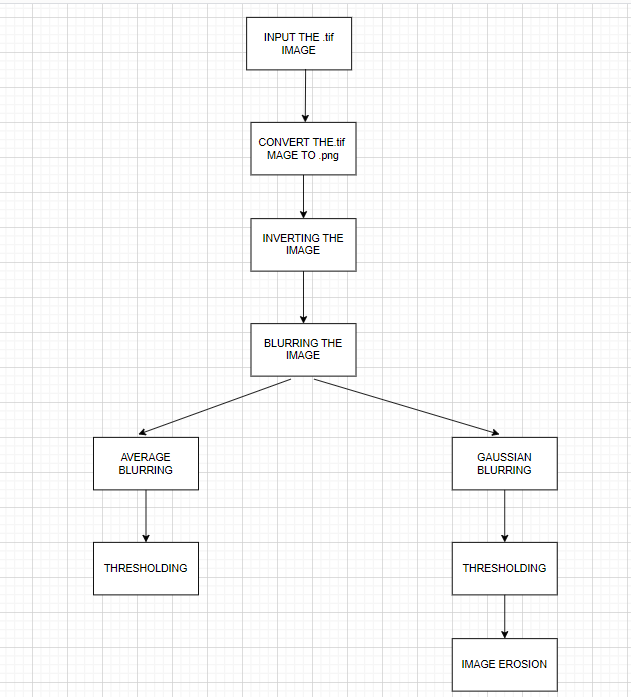 INPUT THE .tif
IMAGE
CONVERT THE.tif
MAGE TO .png
INVERTING THE
IMAGE
BLURRING THE
IMAGE
AVERAGE
BLURRING
GAUSSIAN
BLURRING
THRESHOLDING
THRESHOLDING
IMAGE EROSION